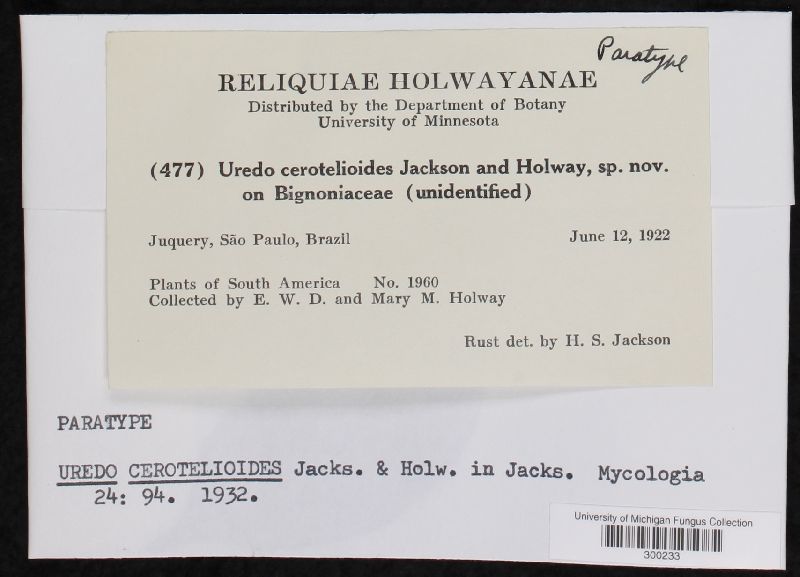 Paratype
RELIQUIAE HOLWAYANAE
Distributed by the Department of Botany
University of Minnesota
(477) Uredo cerotelioides Jackson and Holway, sp. nov.
on Bignoniaceae (unidentified)
Juquery, São Paulo, Brazil June 12, 1922
Plants of South America No. 1960
Collected by E. W. D. and Mary M. Holway
Rust det. by H. S. Jackson
PARATYPE
UREDO CEROTELIOIDES Jacks. & Holw. in Jacks. Mycologia
24: 94. 1932.
University of Michigan Fungus Collection
300233